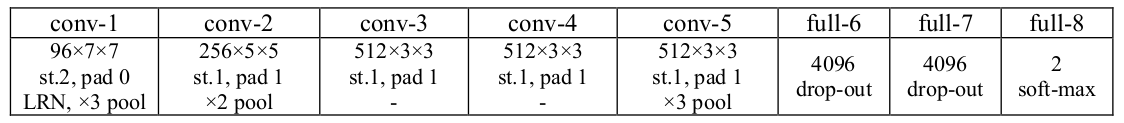 conv-1 conv-2 conv-3 conv-4 conv-5 full-6 full-7 full-8
96×7×7 256×5×5 512×3×3 512×3×3 512×3×3 4096 4096 2
st.2, pad 0 st.1, pad 1 st.1, pad 1 st.1, pad 1 st.1, pad 1 drop-out drop-out soft-max
LRN, ×3 pool ×2 pool - - ×3 pool